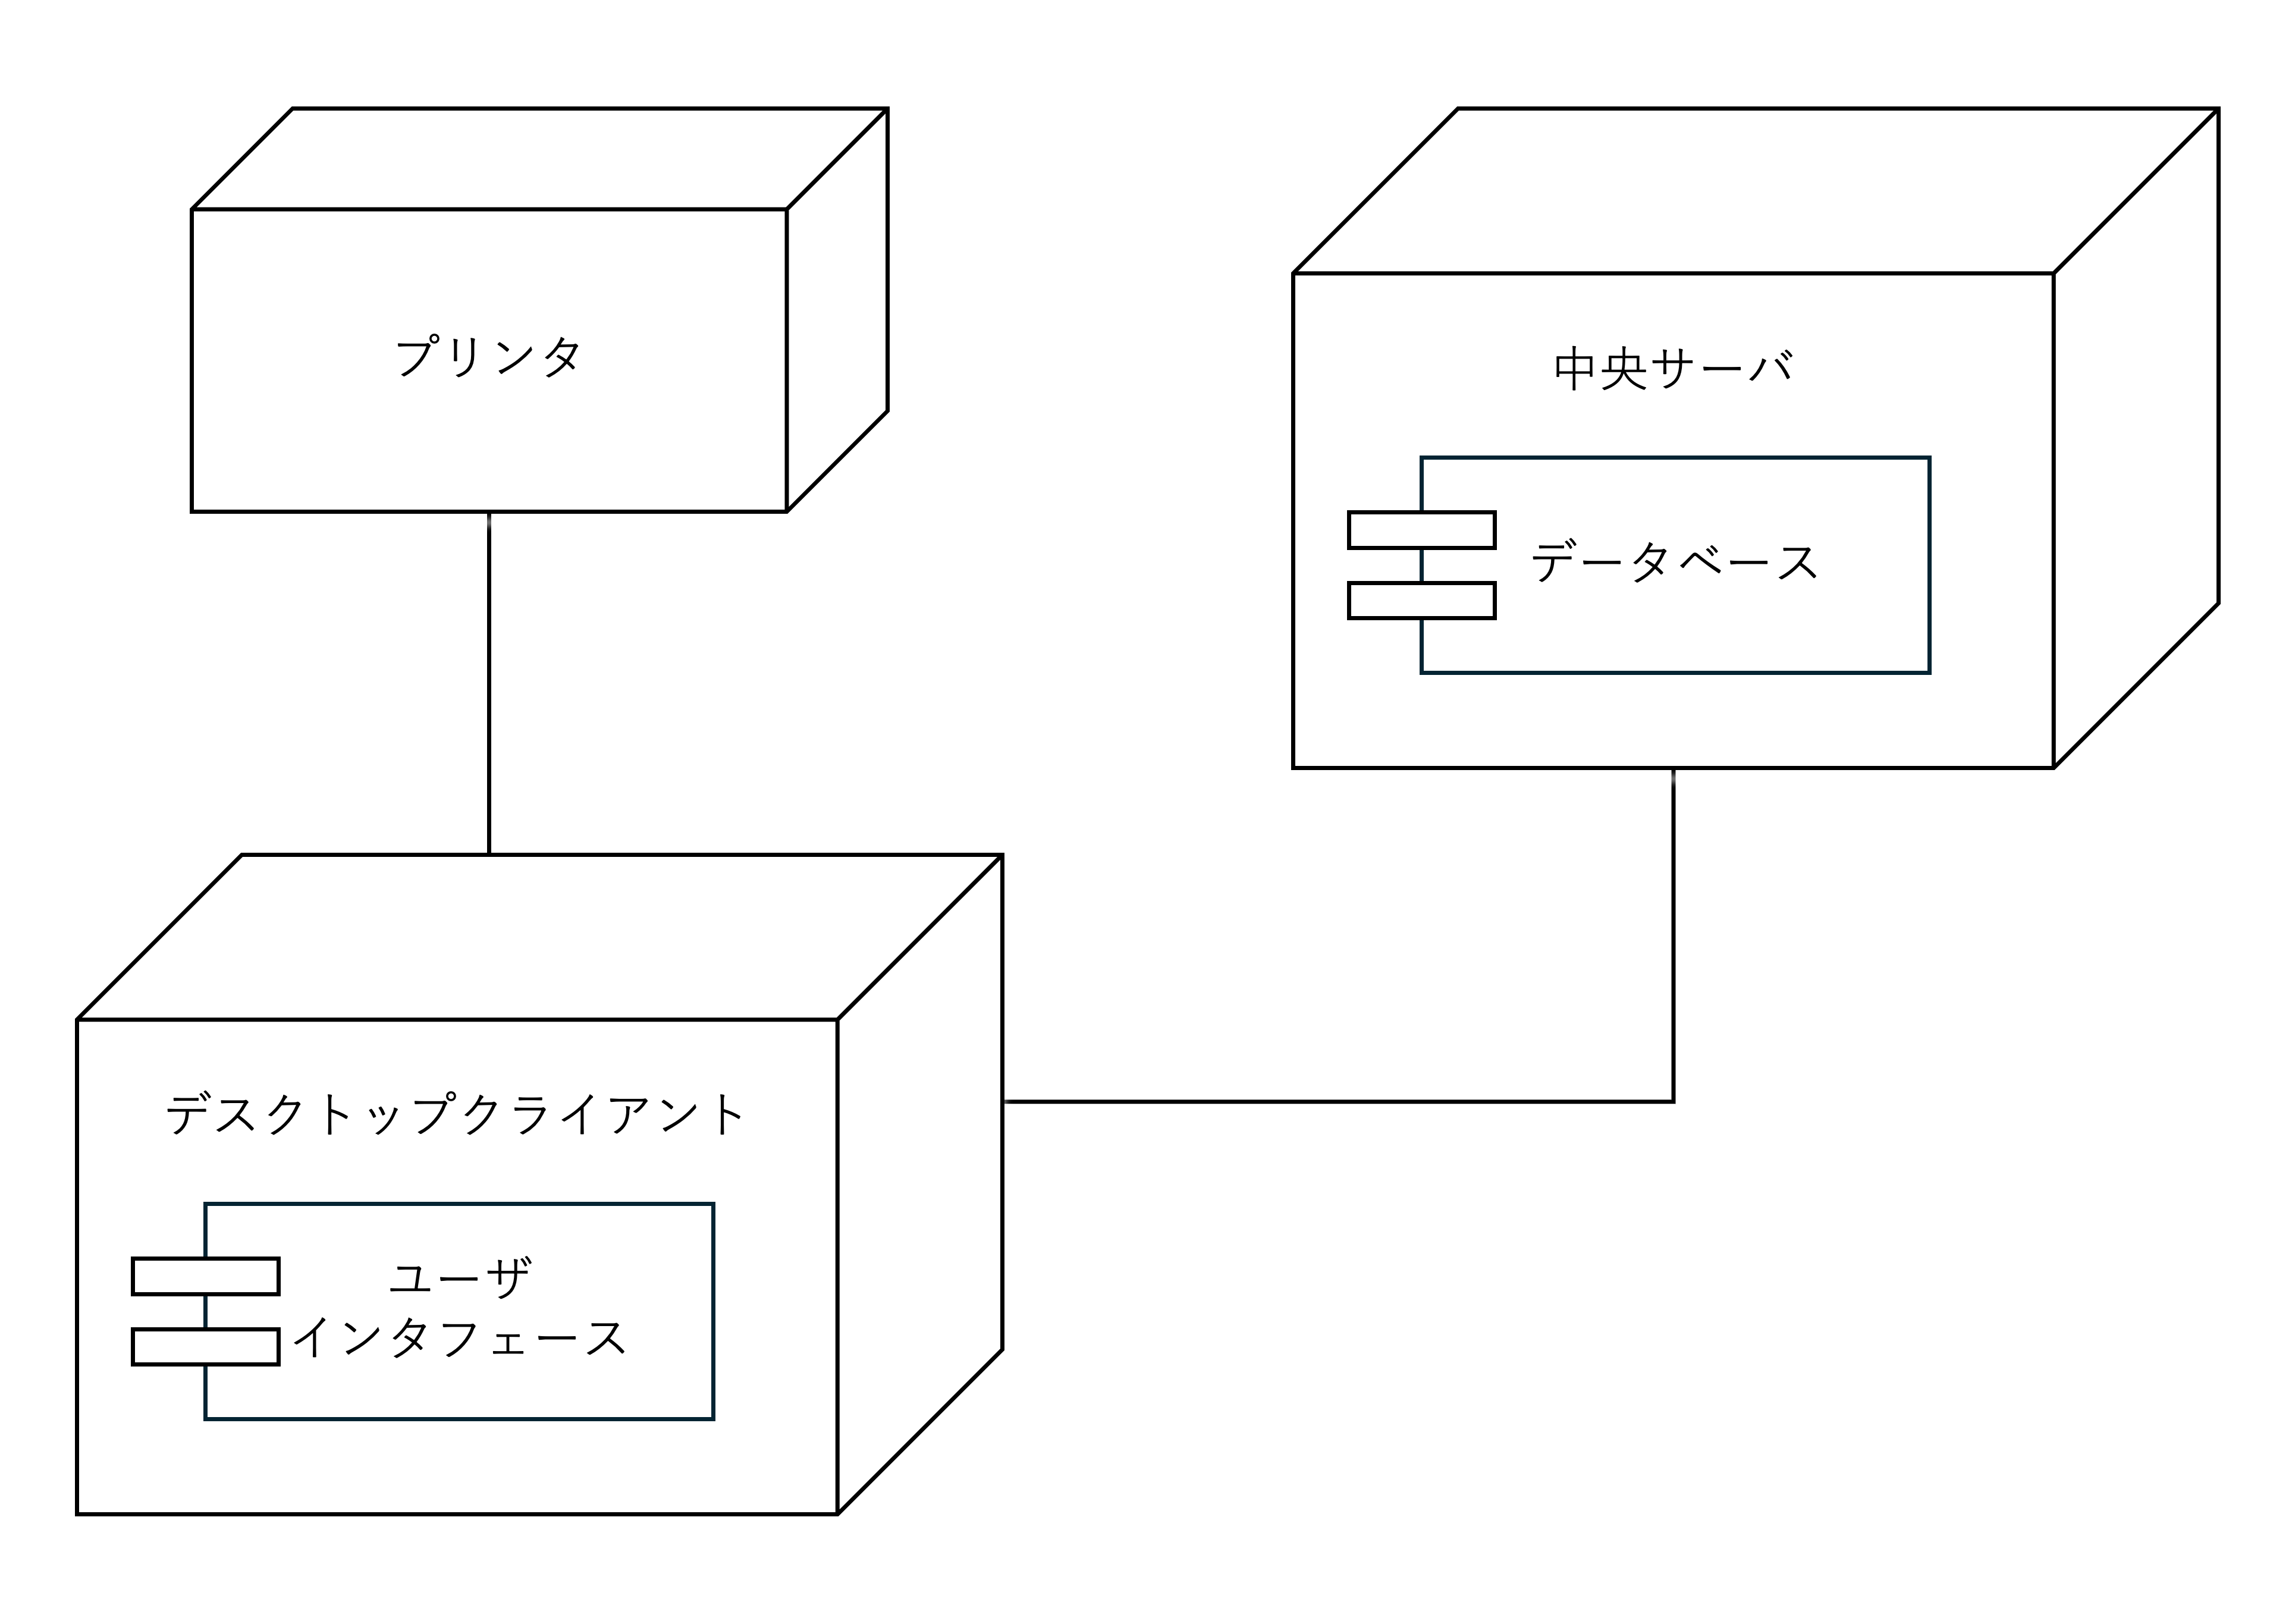 プリンタ
中央サーバ
データベース
デスクトップクライアント
ユーザ
インタフェース